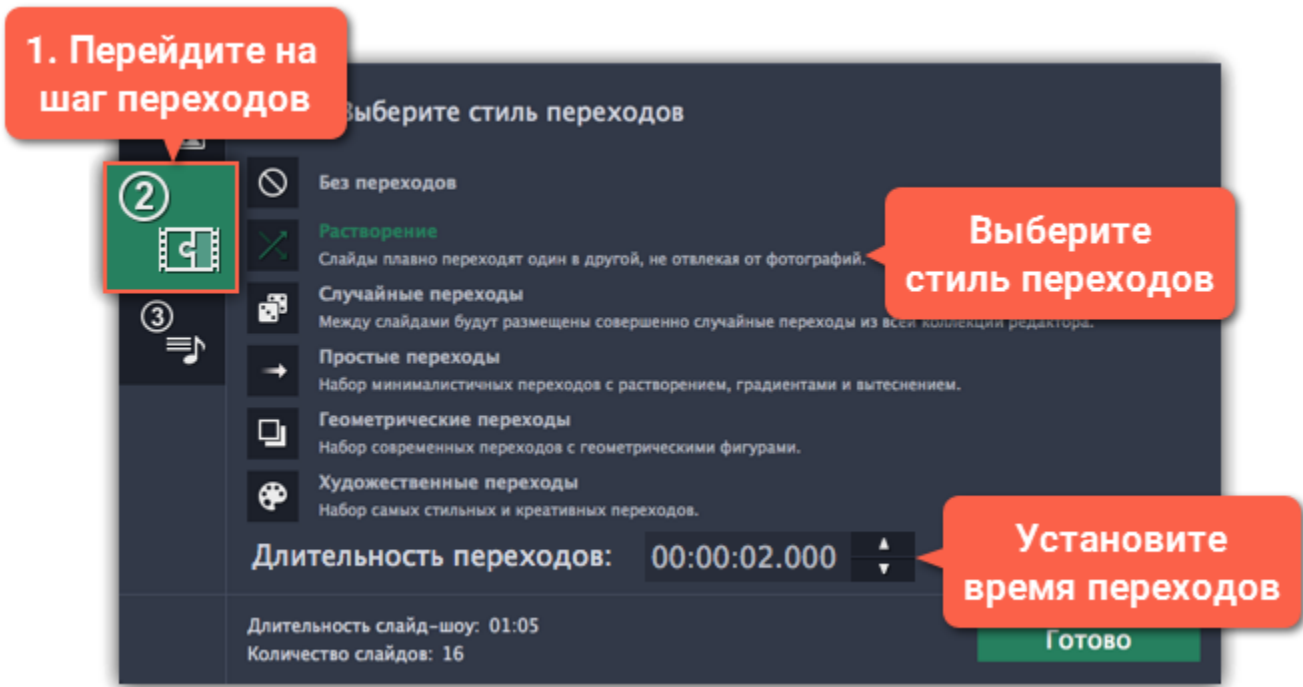 1. Перейдите на
шаг переходов
Выберите стиль переходов
2
Без переходов
Растворение
Слайды плавно переходят один в другой, не отвлекая от фотографий.
Выберите
стиль переходов
3
Случайные переходы
Между слайдами будут размещены совершенно случайные переходы из всей коллекции редактора.
Простые переходы
Набор минималистичных переходов с растворением, градиентами и вытеснением.
Геометрические переходы
Набор современных переходов с геометрическими фигурами.
Художественные переходы
Набор самых стильных и креативных переходов.
Длительность переходов: 00:00:02.000
Установите
время переходов
Длительность слайд-шоу: 01:05
Количество слайдов: 16
Готово